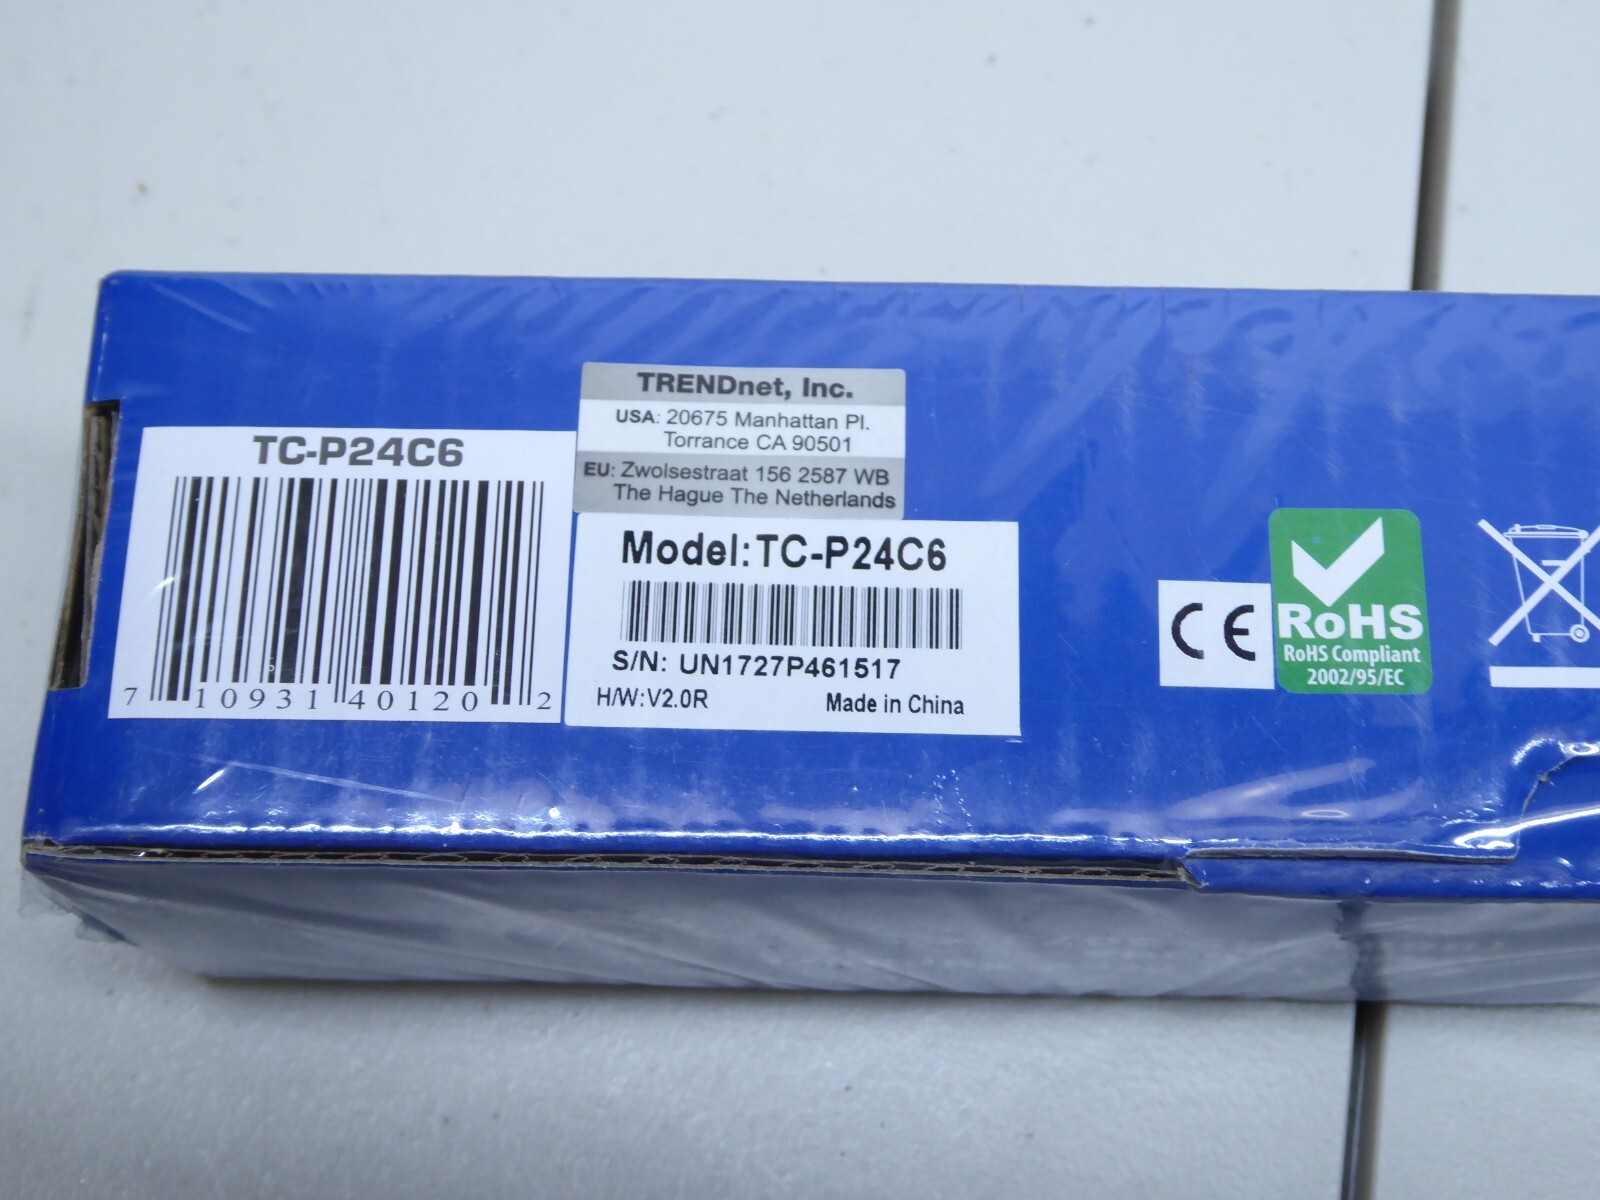 TRENDnet, Inc.
USA: 20675 Manhattan Pl.
Torrance CA 90501
EU: Zwolsestraat 156 2587 WB
The Hague The Netherlands
TC-P24C6
7 10931 40120 2
Model:TC-P24C6
S/N: UN1727P461517
H/W:V2.0R Made in China
CE
RoHS
RoHS Compliant
2002/95/EC